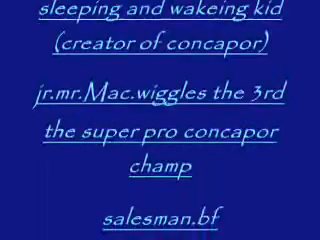 sleeping and wakeing kid
(creator of concapor)
jr.mr.Mac.wiggles the 3rd
the super pro concapor
champ
salesman.bf